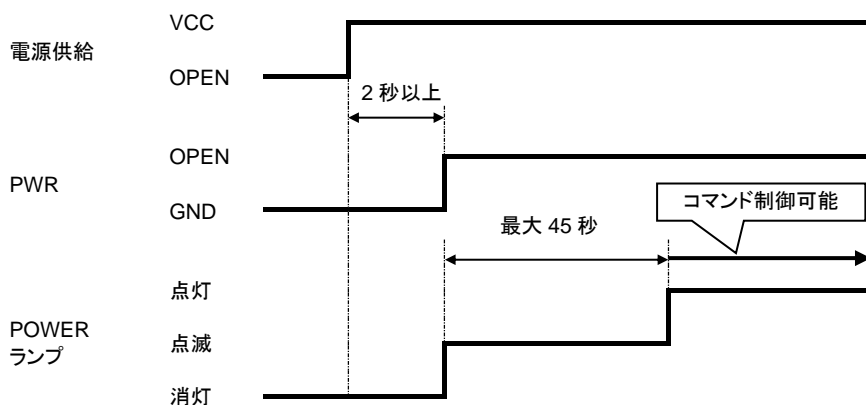 VCC
電源供給
OPEN
2 秒以上
OPEN
PWR
GND
コマンド制御可能
最大 45 秒
点灯
POWER
ランプ
点滅
消灯